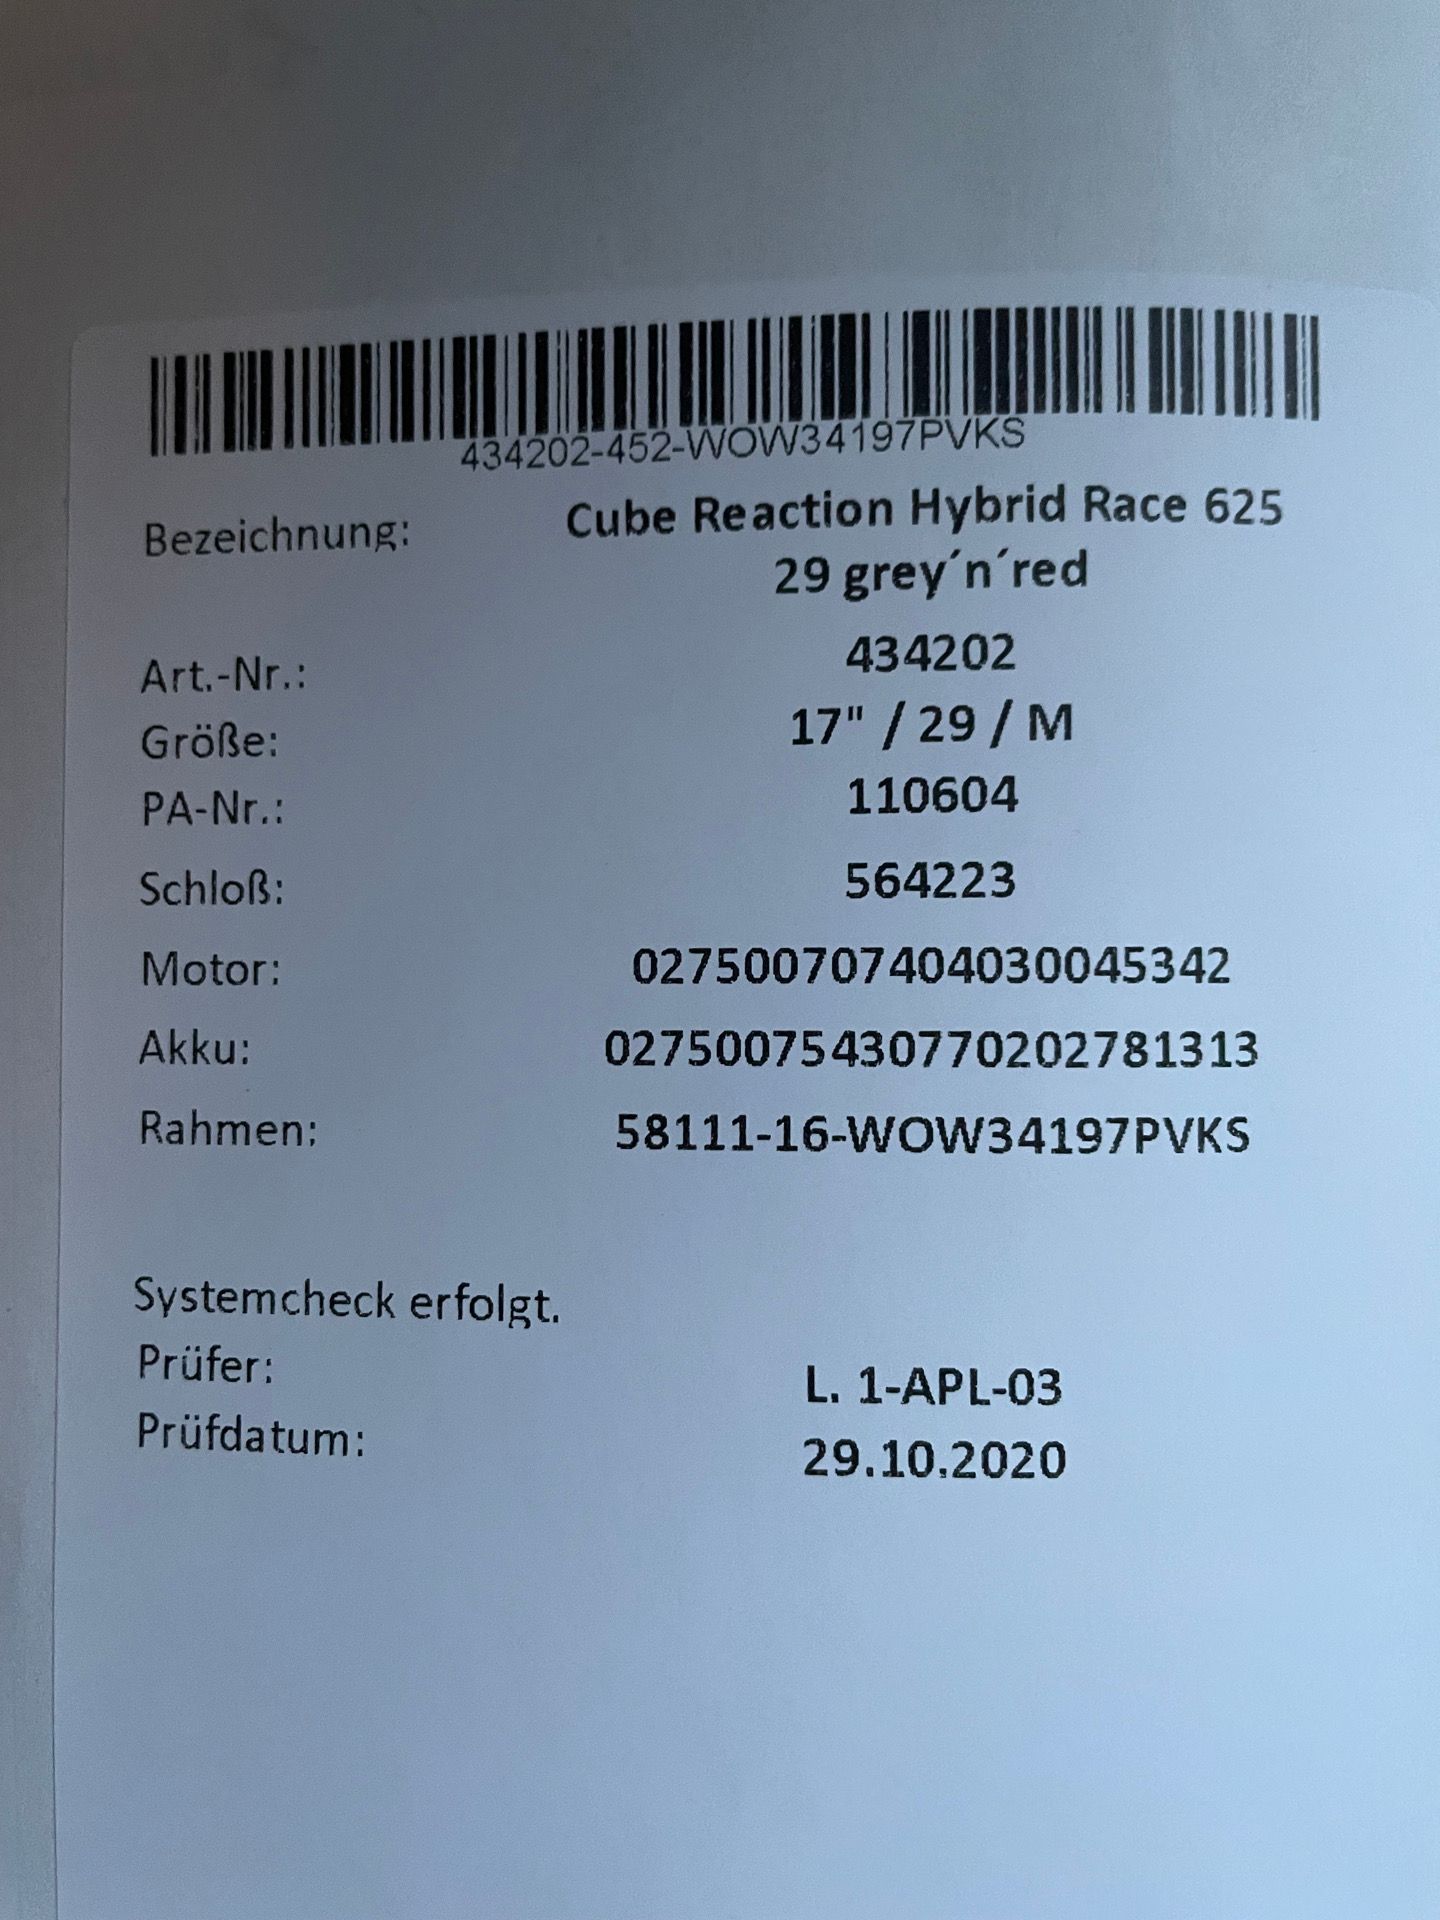 434202-452-WOW34197PVKS
Bezeichnung: Cube Reaction Hybrid Race 625
29 grey´n´red
Art.-Nr.: 434202
Größe: 17" / 29 / M
PA-Nr.: 110604
Schloß: 564223
Motor: 027500707404030045342
Akku: 02750075430770202781313
Rahmen: 58111-16-WOW34197PVKS
Systemcheck erfolgt.
Prüfer: L. 1-APL-03
Prüfdatum: 29.10.2020